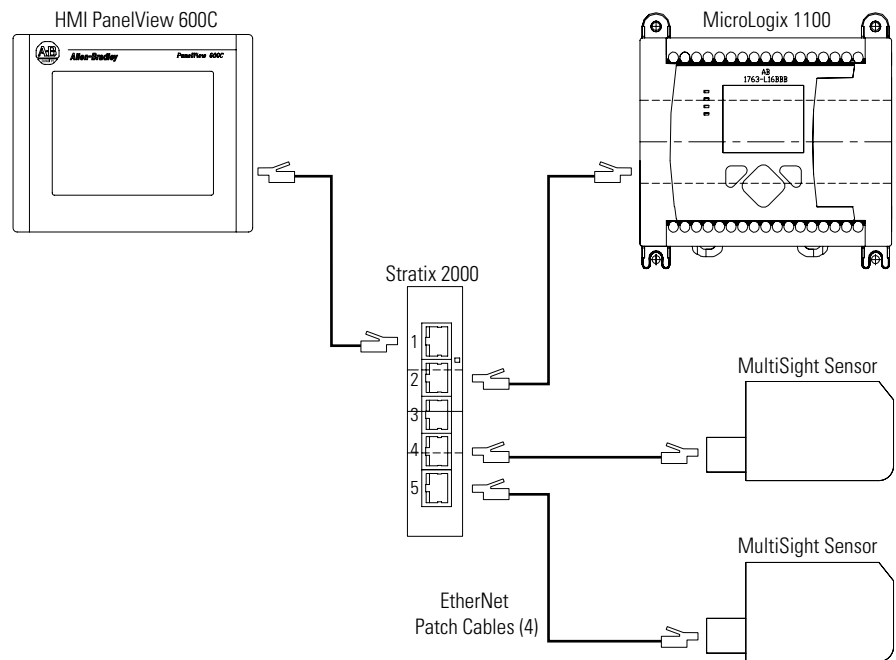 HMI PanelView 600C
MicroLogix 1100
AB
Allen-Bradley
PanelView 600C
AB
1763-L16BBB
Stratix 2000
1
2
3
4
5
MultiSight Sensor
MultiSight Sensor
EtherNet
Patch Cables (4)